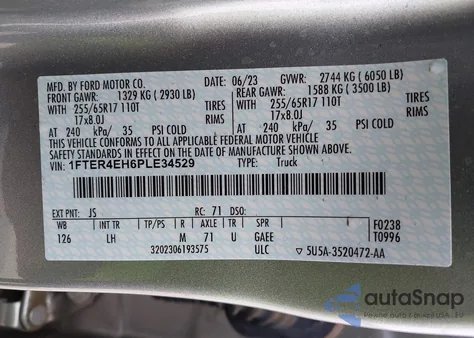 MFD. BY FORD MOTOR CO.
DATE: 06/23 GVWR: 2744 KG ( 6050 LB)
FRONT GAWR: 1329 KG ( 2930 LB) REAR GAWR: 1588 KG ( 3500 LB)
WITH 255/65R17 110T TIRES WITH 255/65R17 110T TIRES
17x8.0J RIMS 17x8.0J RIMS
AT 240 kPa/ 35 PSI COLD AT 240 kPa/ 35 PSI COLD
THIS VEHICLE CONFORMS TO ALL APPLICABLE FEDERAL MOTOR VEHICLE
SAFETY STANDARDS IN EFFECT ON THE DATE OF MANUFACTURE SHOWN ABOVE.
VIN: 1FTER4EH6PLE34529 TYPE: Truck
EXT PNT: JS RC: 71 DSO:
WB INT TR TP/PS R AXLE TR SPR F0238
126 LH M 71 U GAEE T0996
3202306193575 ULC ▽ 5U5A-3520472-AA
autoSnap